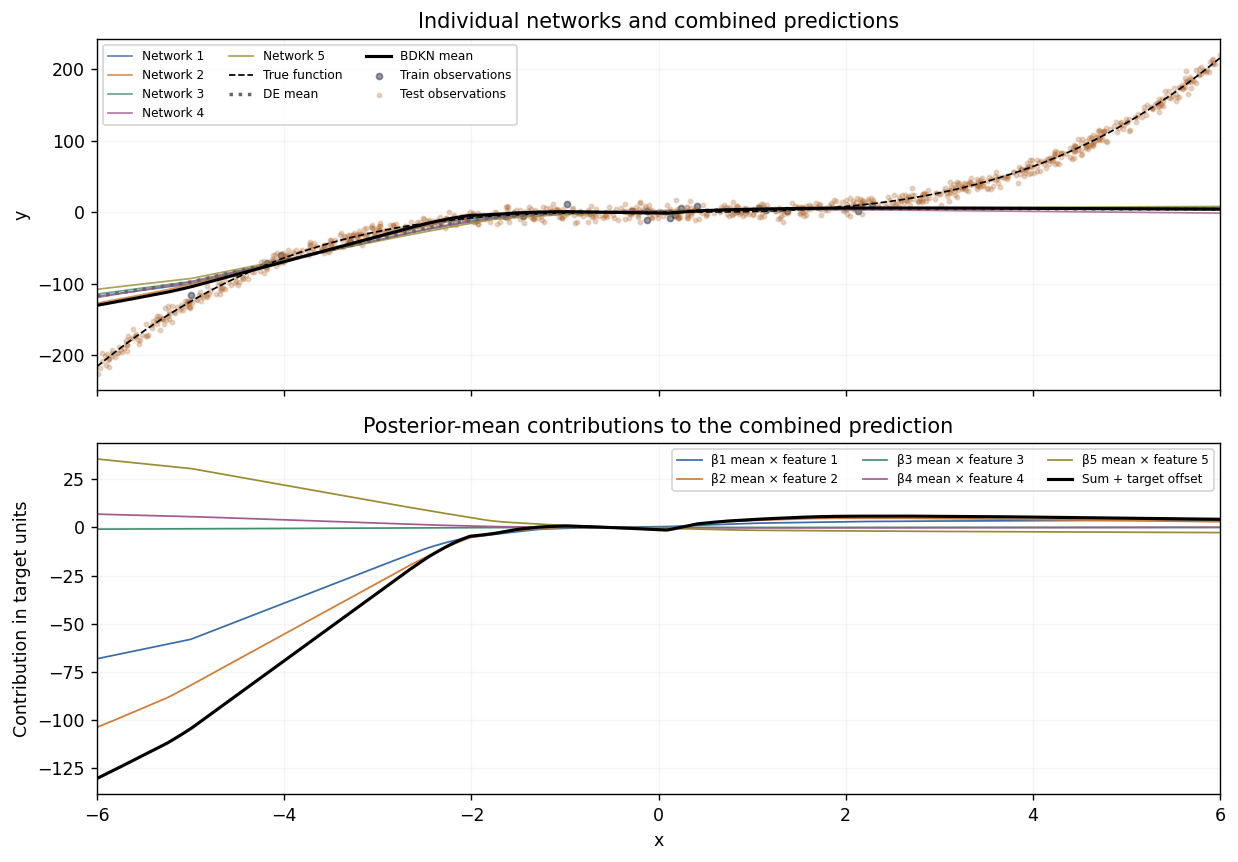 Individual networks and combined predictions
Network 1
Network 2
Network 3
Network 4
Network 5
True function
DE mean
BDKN mean
Train observations
Test observations
200
100
0
−100
−200
y
Posterior-mean contributions to the combined prediction
β1 mean × feature 1
β2 mean × feature 2
β3 mean × feature 3
β4 mean × feature 4
β5 mean × feature 5
Sum + target offset
25
0
−25
−50
−75
−100
−125
Contribution in target units
−6
−4
−2
0
2
4
6
x